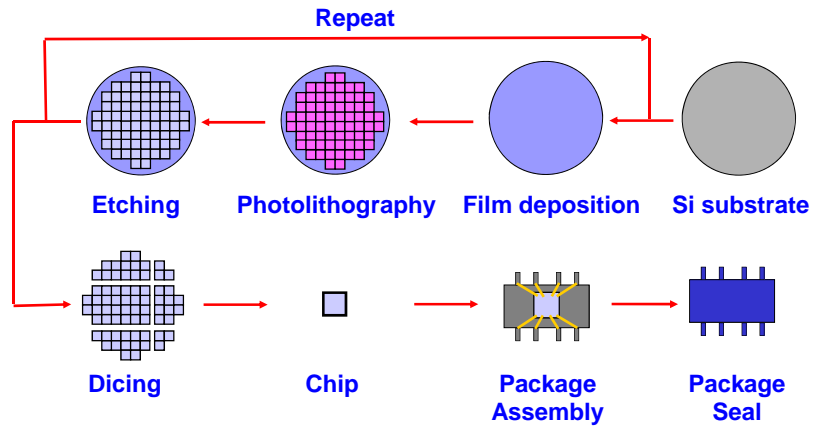 Repeat
Etching
Photolithography
Film deposition
Si substrate
Dicing
Chip
Package
Assembly
Package
Seal